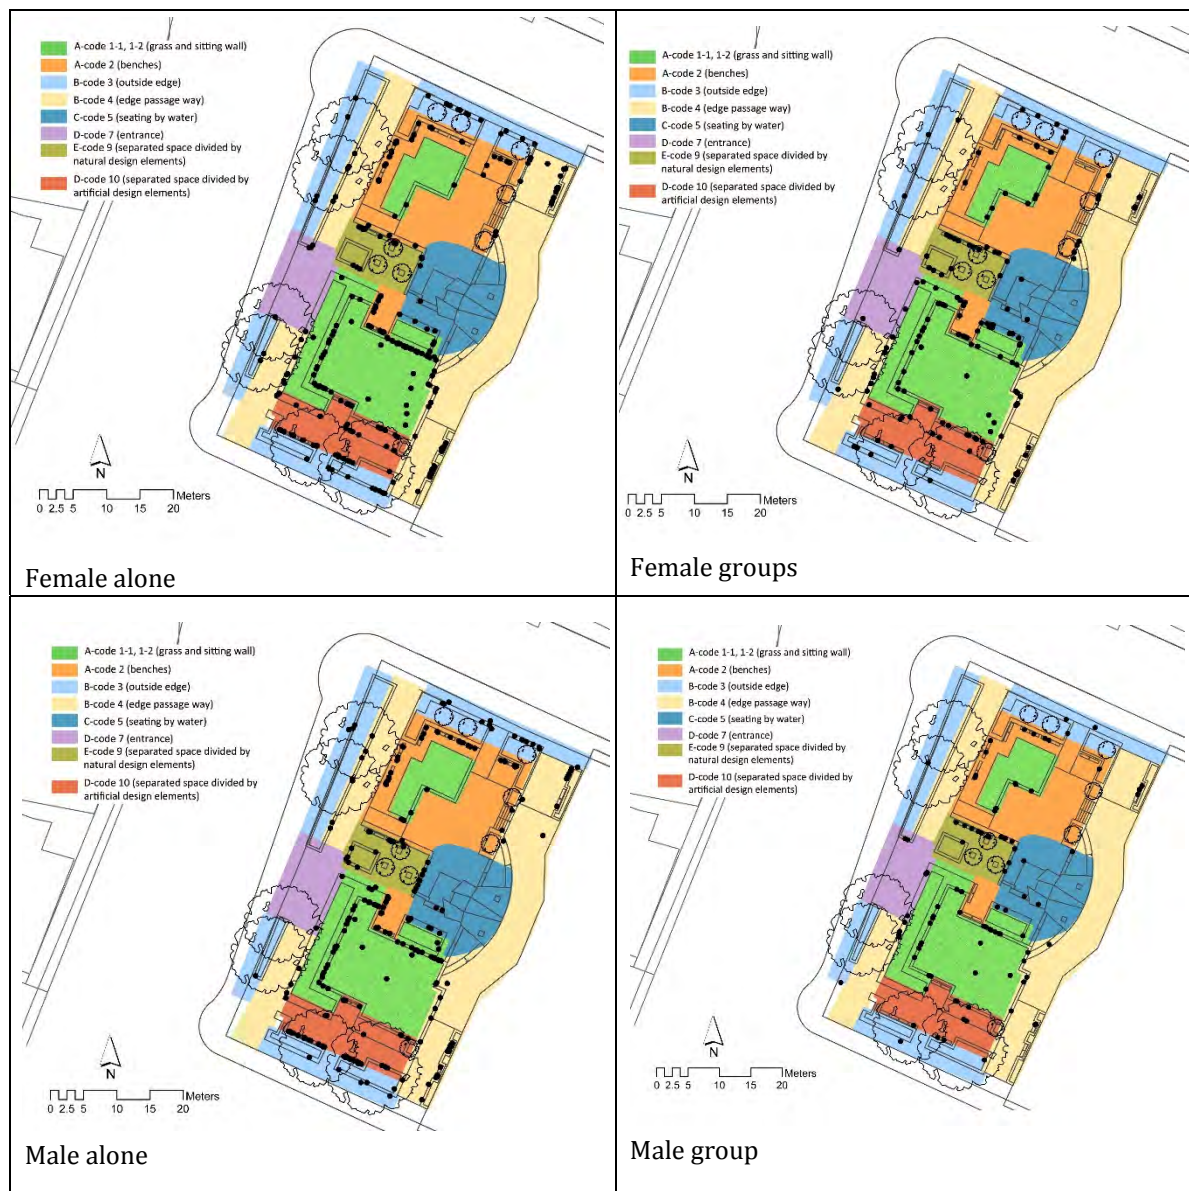 A-code 1-1, 1-2 (grass and sitting wall)
A-code 2 (benches)
B-code 3 (outside edge)
B-code 4 (edge passage way)
C-code 5 (seating by water)
D-code 7 (entrance)
E-code 9 (separated space divided by
natural design elements)
D-code 10 (separated space divided by
artificial design elements)
N
Meters
0 2.5 5 10 15 20
Female alone
A-code 1-1, 1-2 (grass and sitting wall)
A-code 2 (benches)
B-code 3 (outside edge)
B-code 4 (edge passage way)
C-code 5 (seating by water)
D-code 7 (entrance)
E-code 9 (separated space divided by
natural design elements)
D-code 10 (separated space divided by
artificial design elements)
N
Meters
0 2.5 5 10 15 20
Female groups
A-code 1-1, 1-2 (grass and sitting wall)
A-code 2 (benches)
B-code 3 (outside edge)
B-code 4 (edge passage way)
C-code 5 (seating by water)
D-code 7 (entrance)
E-code 9 (separated space divided by
natural design elements)
D-code 10 (separated space divided by
artificial design elements)
N
Meters
0 2.5 5 10 15 20
Male alone
A-code 1-1, 1-2 (grass and sitting wall)
A-code 2 (benches)
B-code 3 (outside edge)
B-code 4 (edge passage way)
C-code 5 (seating by water)
D-code 7 (entrance)
E-code 9 (separated space divided by
natural design elements)
D-code 10 (separated space divided by
artificial design elements)
N
Meters
0 2.5 5 10 15 20
Male group